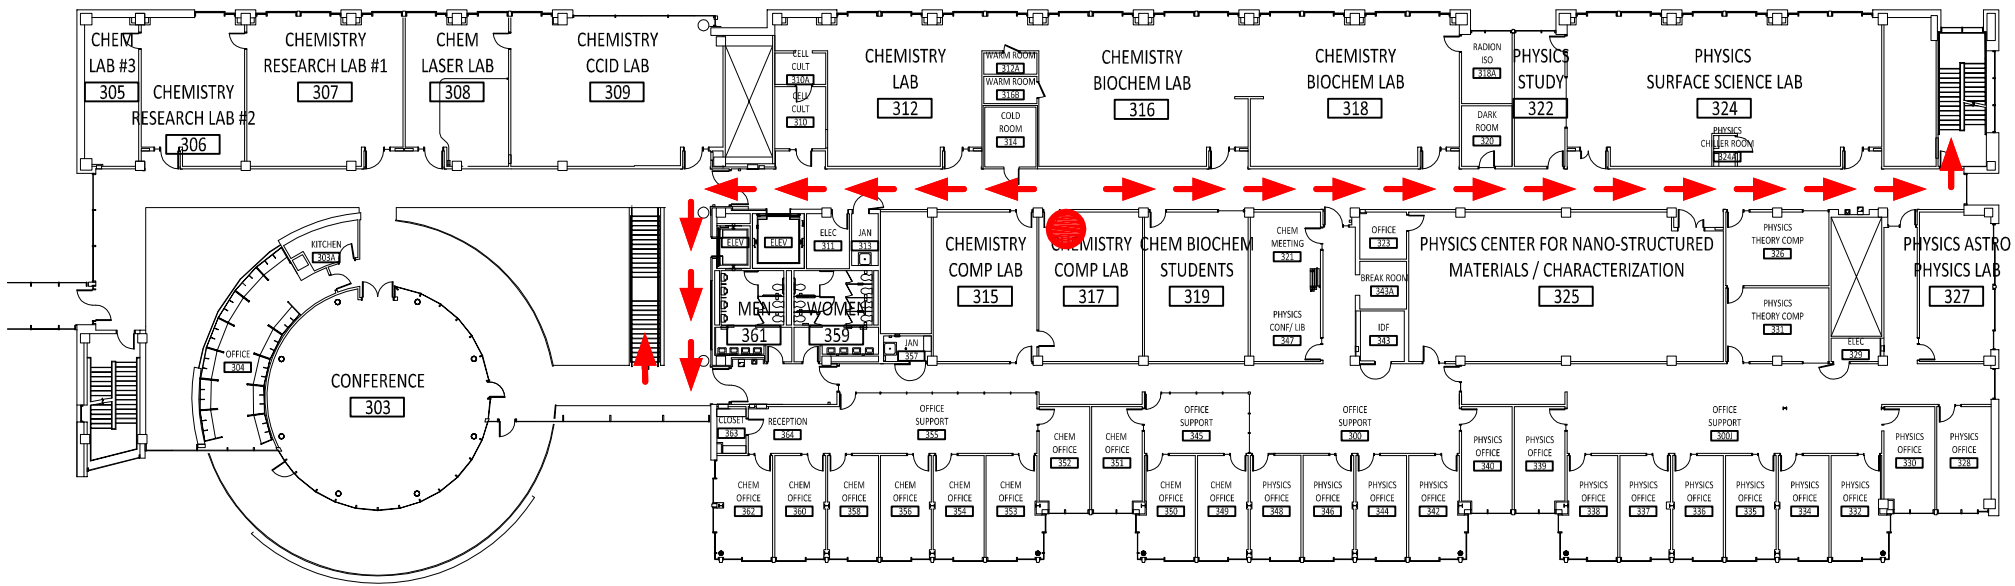 CHEM
LAB #3
305
CHEMISTRY
RESEARCH LAB #2
306
CHEMISTRY
RESEARCH LAB #1
307
CHEM
LASER LAB
308
CHEMISTRY
CCID LAB
309
CELL
CULT
310A
CELL
CULT
310
CHEMISTRY
LAB
312
WARM ROOM
312A
WARM ROOM
316B
COLD
ROOM
314
CHEMISTRY
BIOCHEM LAB
316
CHEMISTRY
BIOCHEM LAB
318
RADION
ISO
318A
DARK
ROOM
320
PHYSICS
STUDY
322
PHYSICS
SURFACE SCIENCE LAB
324
PHYSICS
CHILLER ROOM
324A
KITCHEN
303A
OFFICE
304
CONFERENCE
303
ELEV
ELEV
ELEC
311
JAN
313
MEN
361
WOMEN
359
JAN
357
CHEMISTRY
COMP LAB
315
CHEMISTRY
COMP LAB
317
CHEM BIOCHEM
STUDENTS
319
CHEM
MEETING
321
PHYSICS
CONF/ LIB
347
OFFICE
323
BREAK ROOM
343A
IDF
343
PHYSICS CENTER FOR NANO-STRUCTURED
MATERIALS / CHARACTERIZATION
325
PHYSICS
THEORY COMP
326
PHYSICS
THEORY COMP
331
ELEC
329
PHYSICS ASTRO
PHYSICS LAB
327
CLOSET
363
RECEPTION
364
OFFICE
SUPPORT
355
CHEM
OFFICE
352
CHEM
OFFICE
351
OFFICE
SUPPORT
345
OFFICE
SUPPORT
300
PHYSICS
OFFICE
340
PHYSICS
OFFICE
339
OFFICE
SUPPORT
300J
PHYSICS
OFFICE
330
PHYSICS
OFFICE
328
CHEM
OFFICE
362
CHEM
OFFICE
360
CHEM
OFFICE
358
CHEM
OFFICE
356
CHEM
OFFICE
354
CHEM
OFFICE
353
CHEM
OFFICE
350
CHEM
OFFICE
349
PHYSICS
OFFICE
348
PHYSICS
OFFICE
346
PHYSICS
OFFICE
344
PHYSICS
OFFICE
342
PHYSICS
OFFICE
338
PHYSICS
OFFICE
337
PHYSICS
OFFICE
336
PHYSICS
OFFICE
335
PHYSICS
OFFICE
334
PHYSICS
OFFICE
332